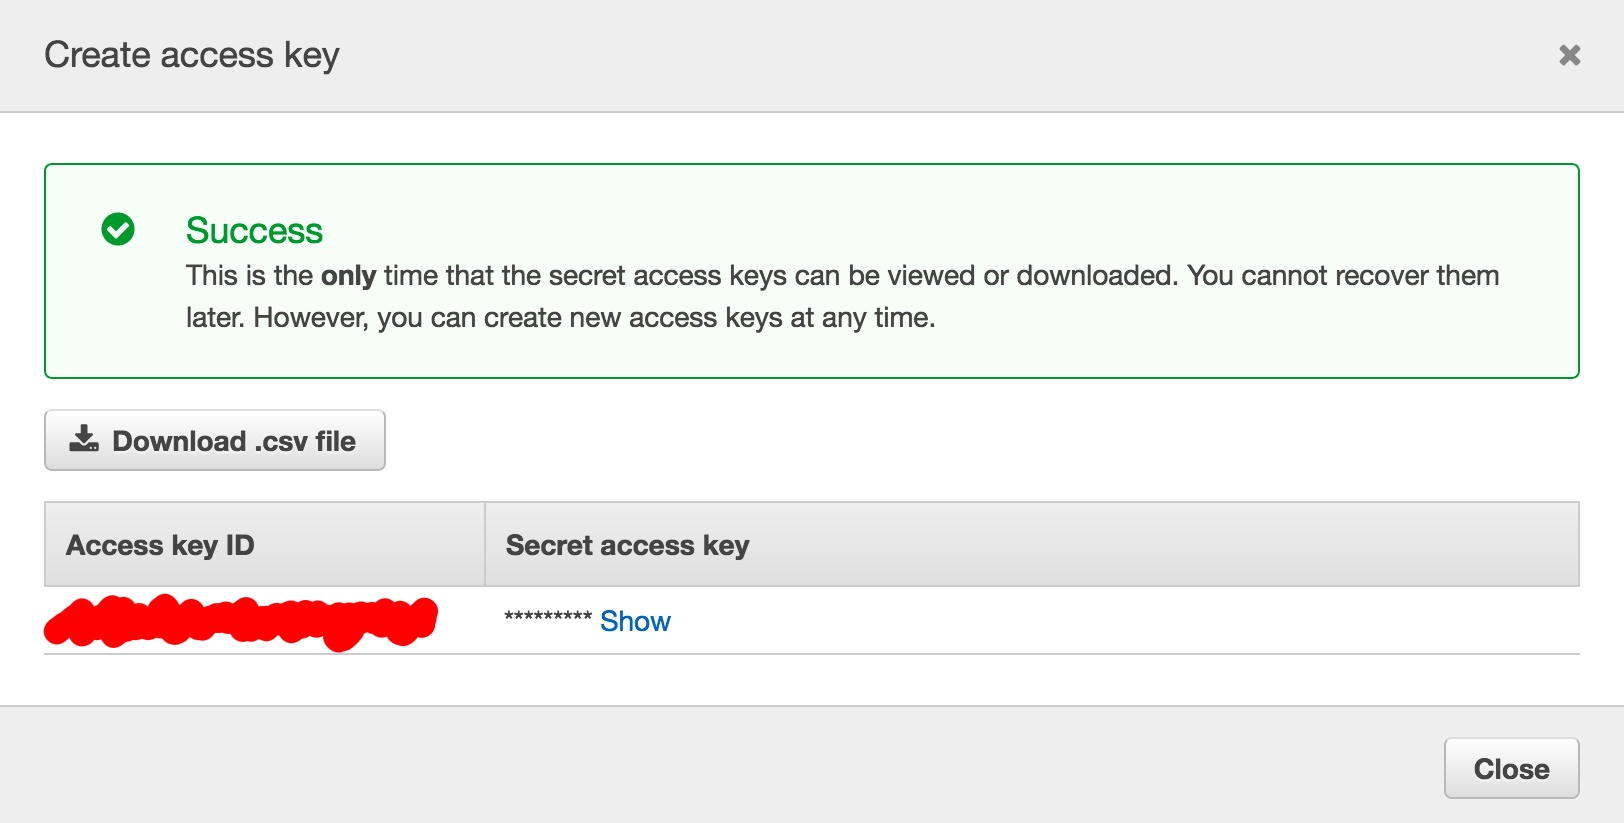 Create access key
Success
This is the only time that the secret access keys can be viewed or downloaded. You cannot recover them
later. However, you can create new access keys at any time.
Download .csv file
Access key ID Secret access key
********* Show
Close